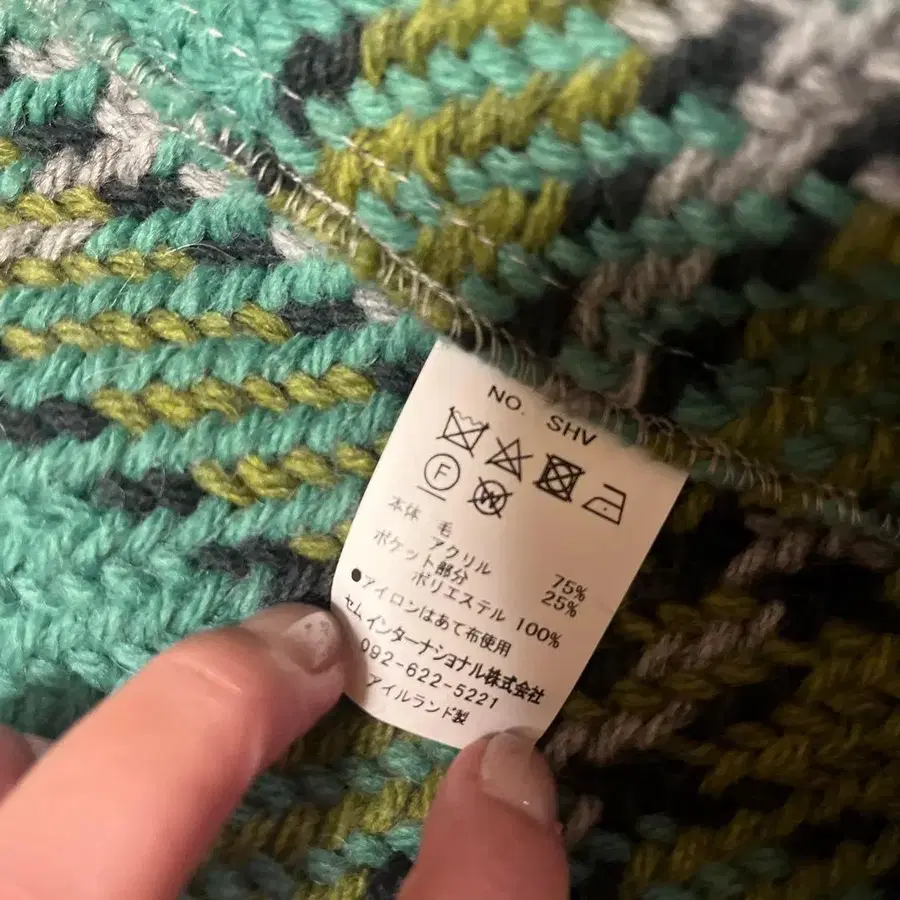 NO. SHV
F
W
本体 毛 75%
アクリル 25%
ポケット部分
ポリエステル 100%
●アイロンはあて布使用
セムインターナショナル株式会社
092-622-5221
アイルランド製